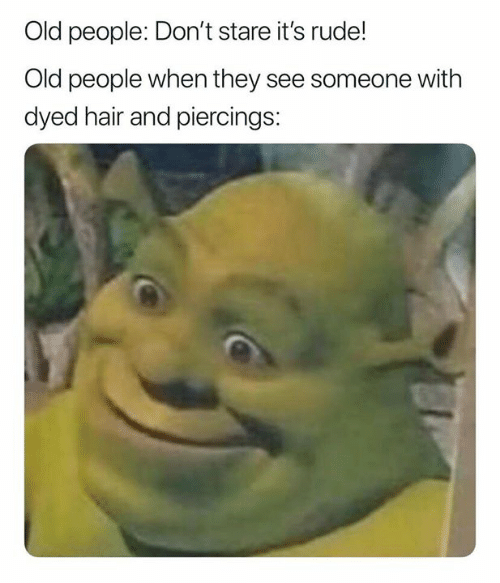 Old people: Don't stare it's rude!
Old people when they see someone with
dyed hair and piercings: